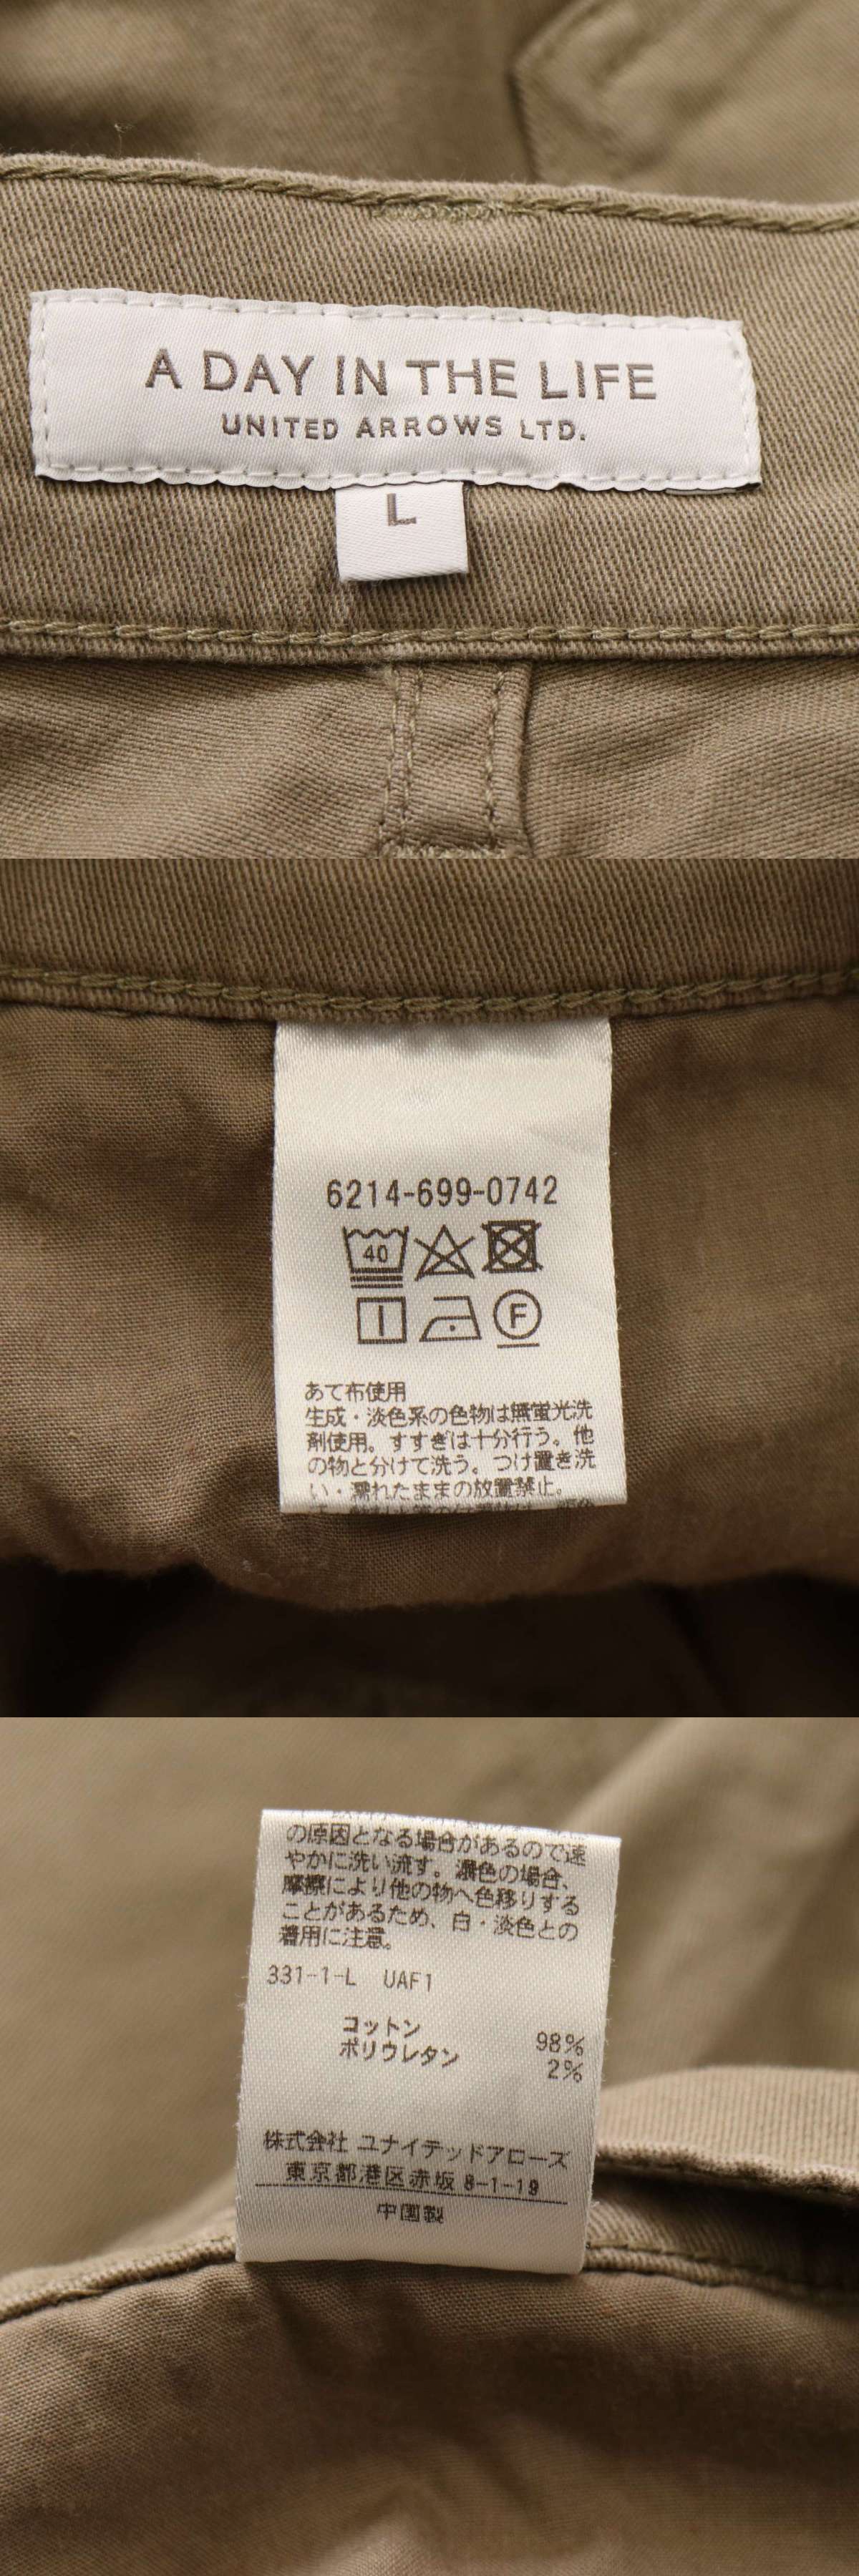 A DAY IN THE LIFE
UNITED ARROWS LTD.
L
6214-699-0742
40
F
あて布使用
生成・淡色系の色物は無蛍光洗
剤使用。すすぎは十分行う。他
の物と分けて洗う。つけ置き洗
い・濡れたままの放置禁止。
の原因となる場合があるので速
やかに洗い流す。濃色の場合、
摩擦により他の物へ色移りする
ことがあるため、白・淡色との
着用に注意。
331-1-L UAF1
コットン 98%
ポリウレタン 2%
株式会社 ユナイテッドアローズ
東京都港区赤坂 8-1-19
中国製